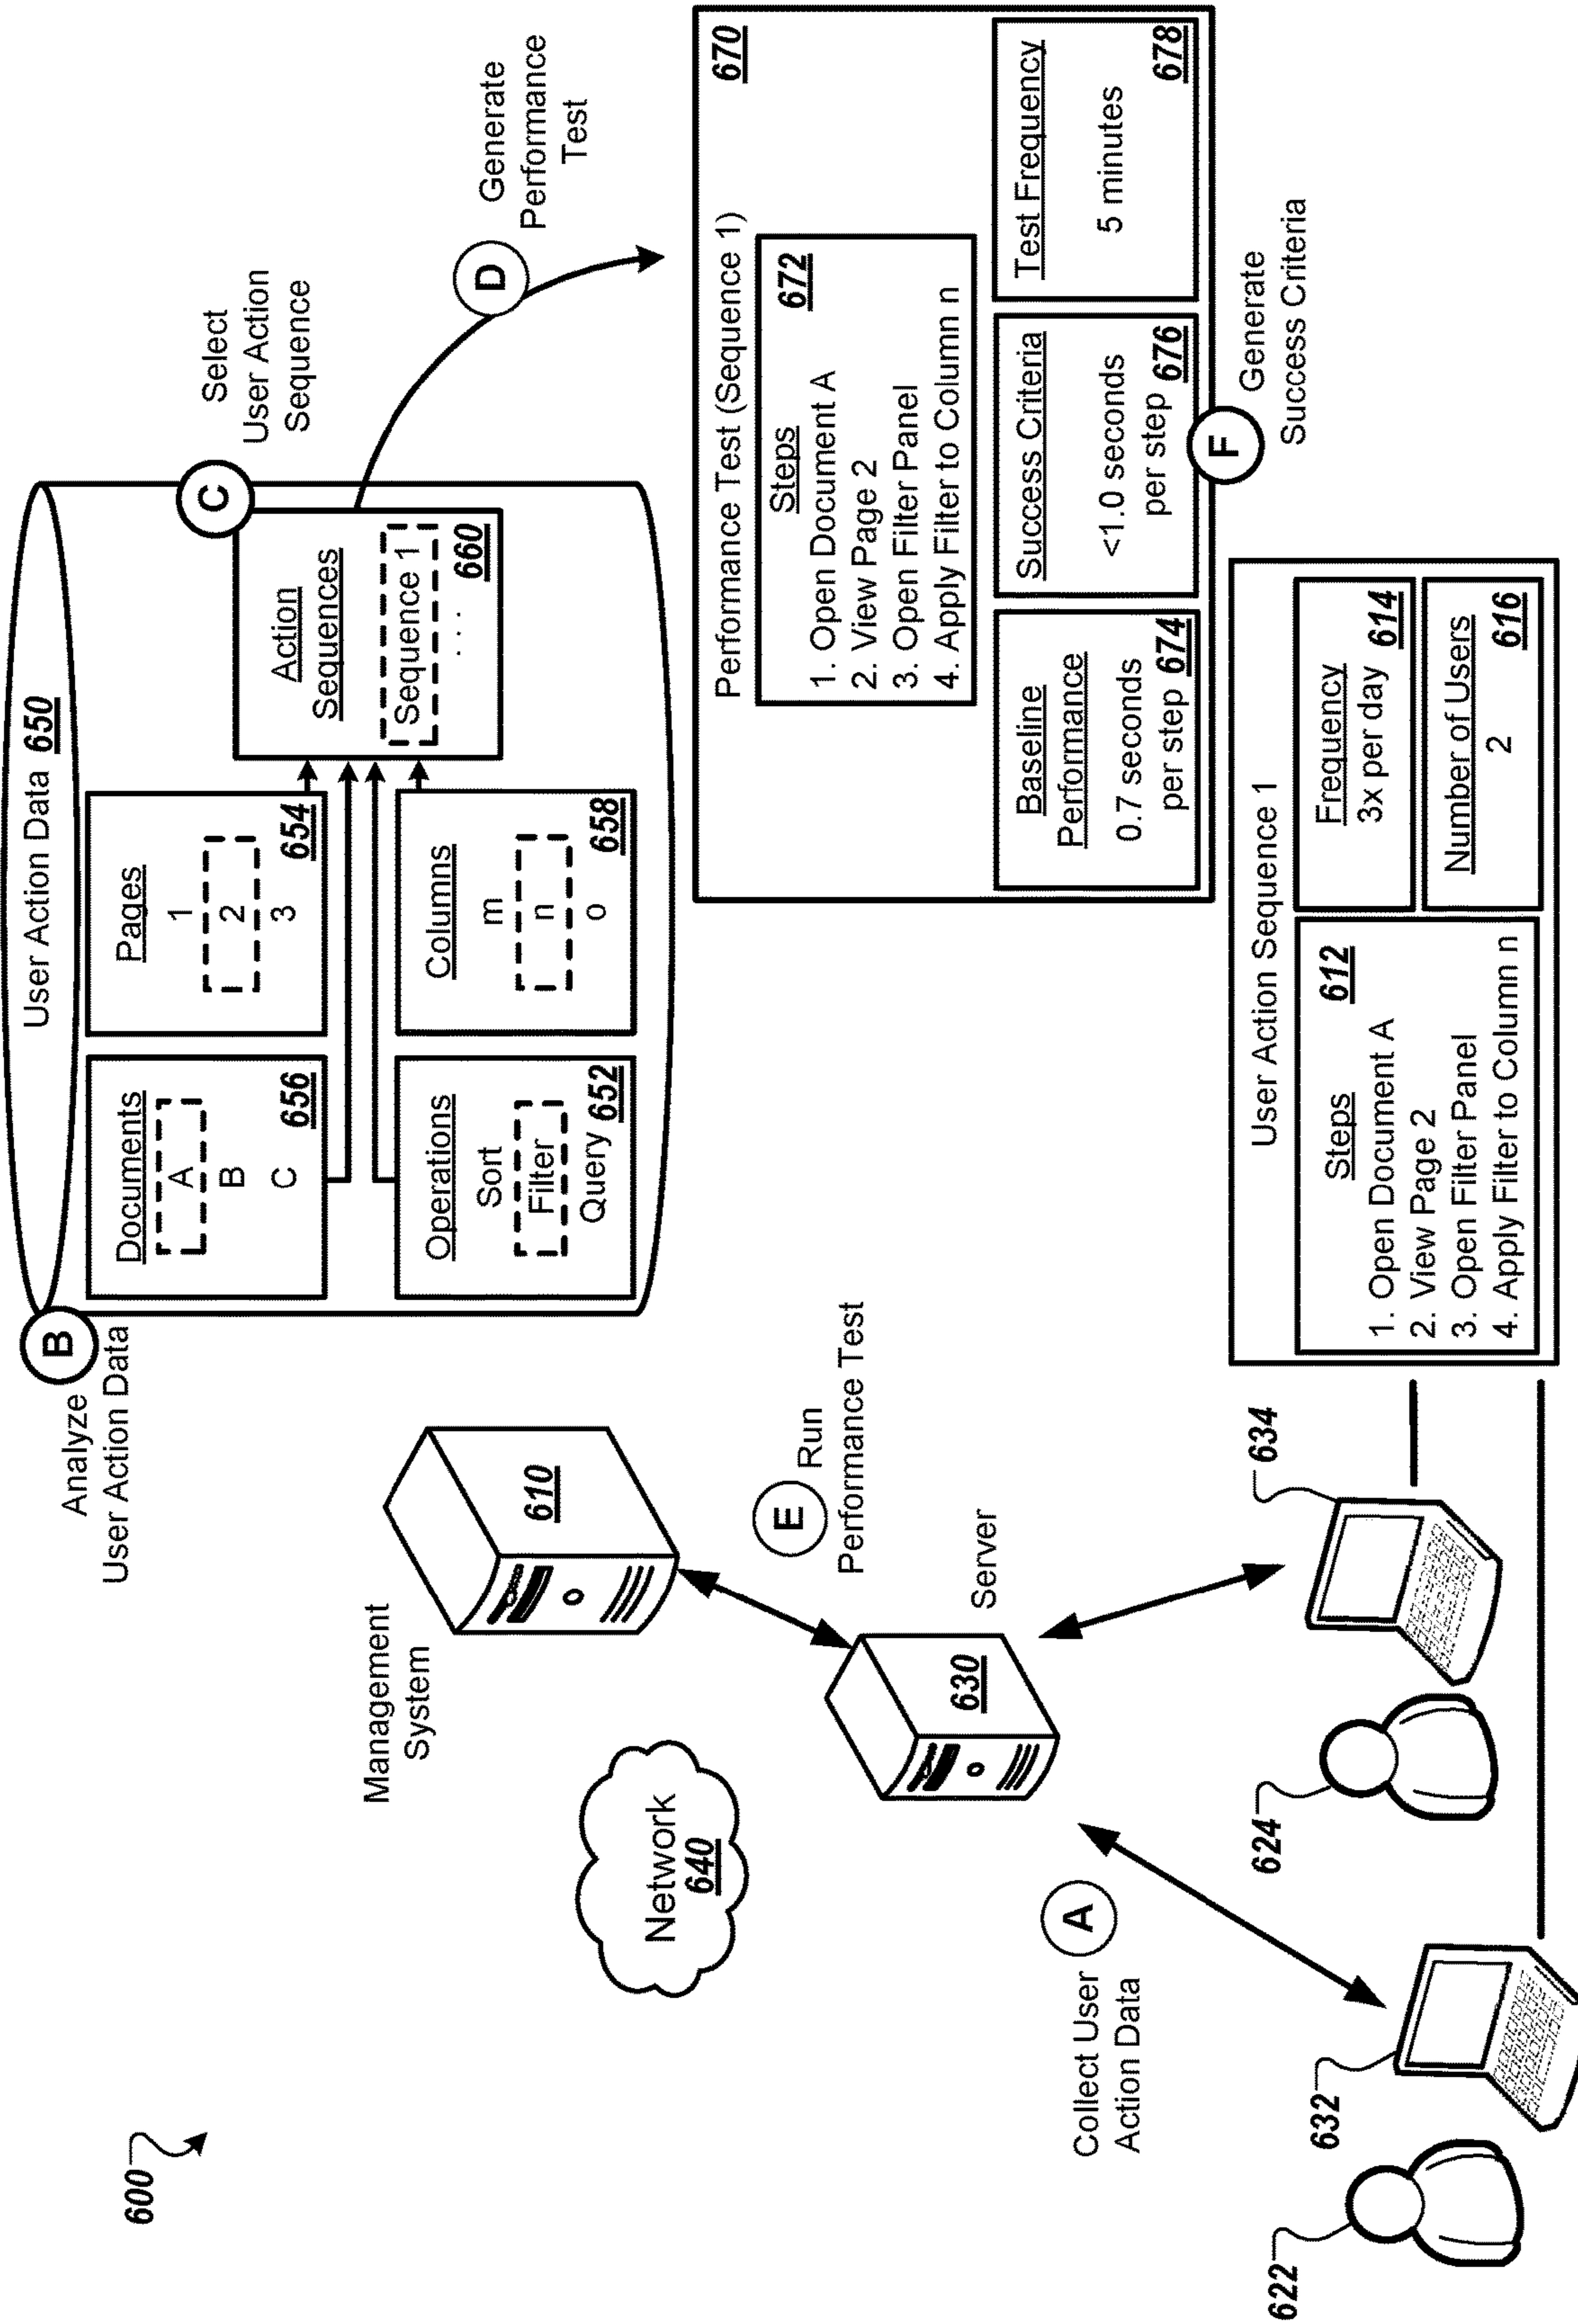 600
B
Analyze
User Action Data
User Action Data 650
Documents
A
B
C
656
Pages
1
2
3
654
Operations
Sort
Filter
Query 652
Columns
m
n
o
658
C
Select
User Action
Sequence
Action
Sequences
Sequence 1
. . .
660
D
Generate
Performance
Test
Management
System
610
Network
640
E
Run
Performance Test
Server
630
A
Collect User
Action Data
622
632
624
634
670
Performance Test (Sequence 1)
Steps
672
1. Open Document A
2. View Page 2
3. Open Filter Panel
4. Apply Filter to Column n
Baseline
Performance
0.7 seconds
per step 674
Success Criteria
<1.0 seconds
per step 676
Test Frequency
5 minutes
678
F
Generate
Success Criteria
User Action Sequence 1
Steps
612
1. Open Document A
2. View Page 2
3. Open Filter Panel
4. Apply Filter to Column n
Frequency
3x per day 614
Number of Users
2
616